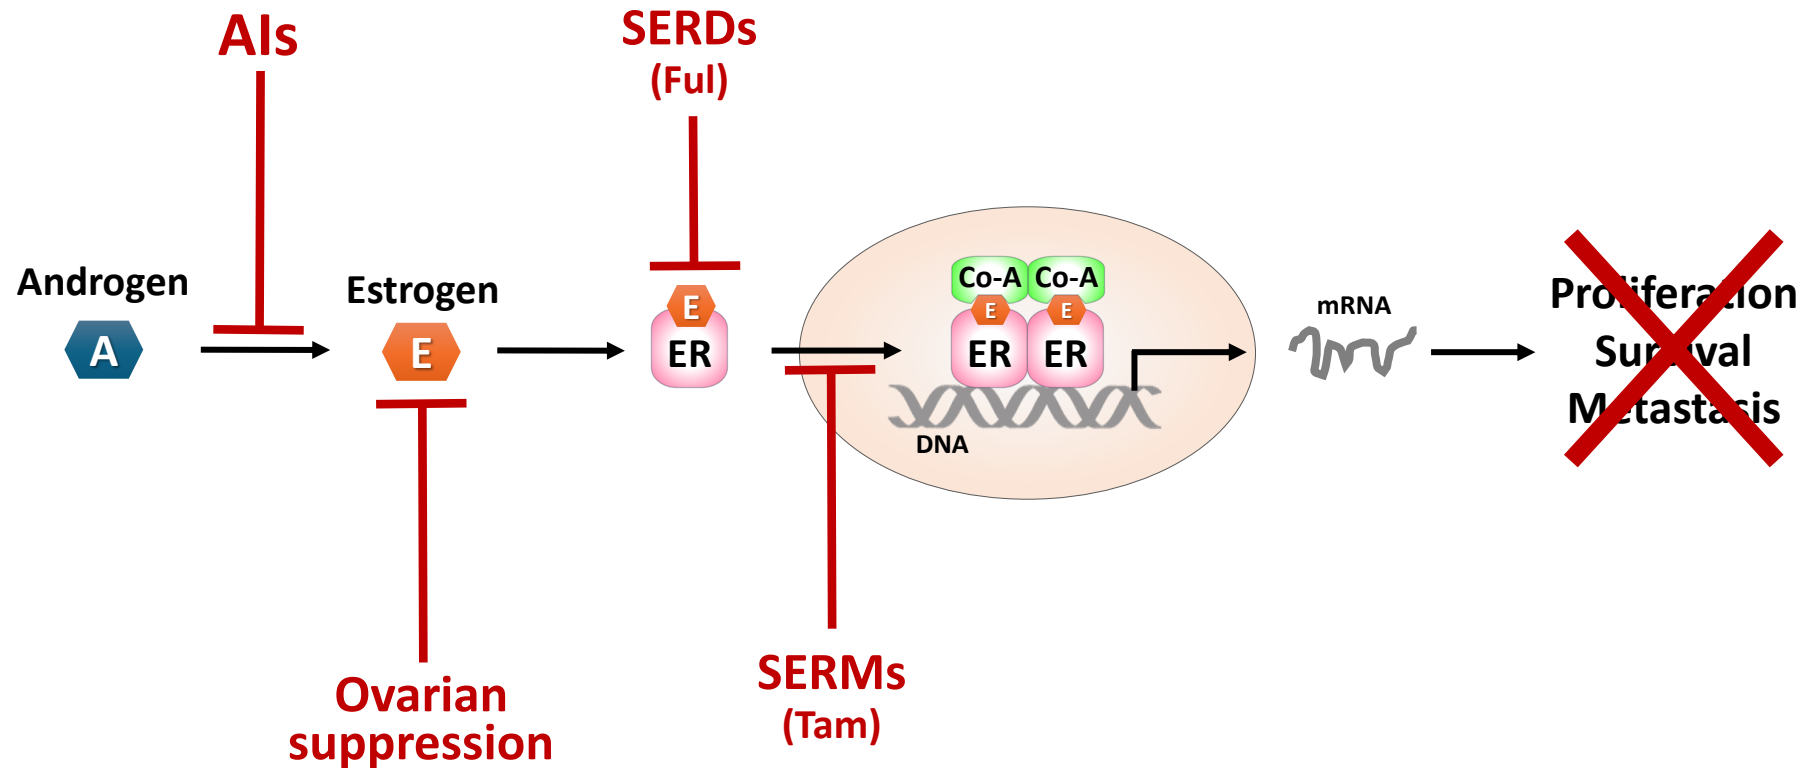 AIs
SERDs
(Ful)
Androgen
A
Estrogen
E
E
ER
Co-A Co-A
E E
ER ER
DNA
mRNA
Proliferation
Survival
Metastasis
Ovarian
suppression
SERMs
(Tam)